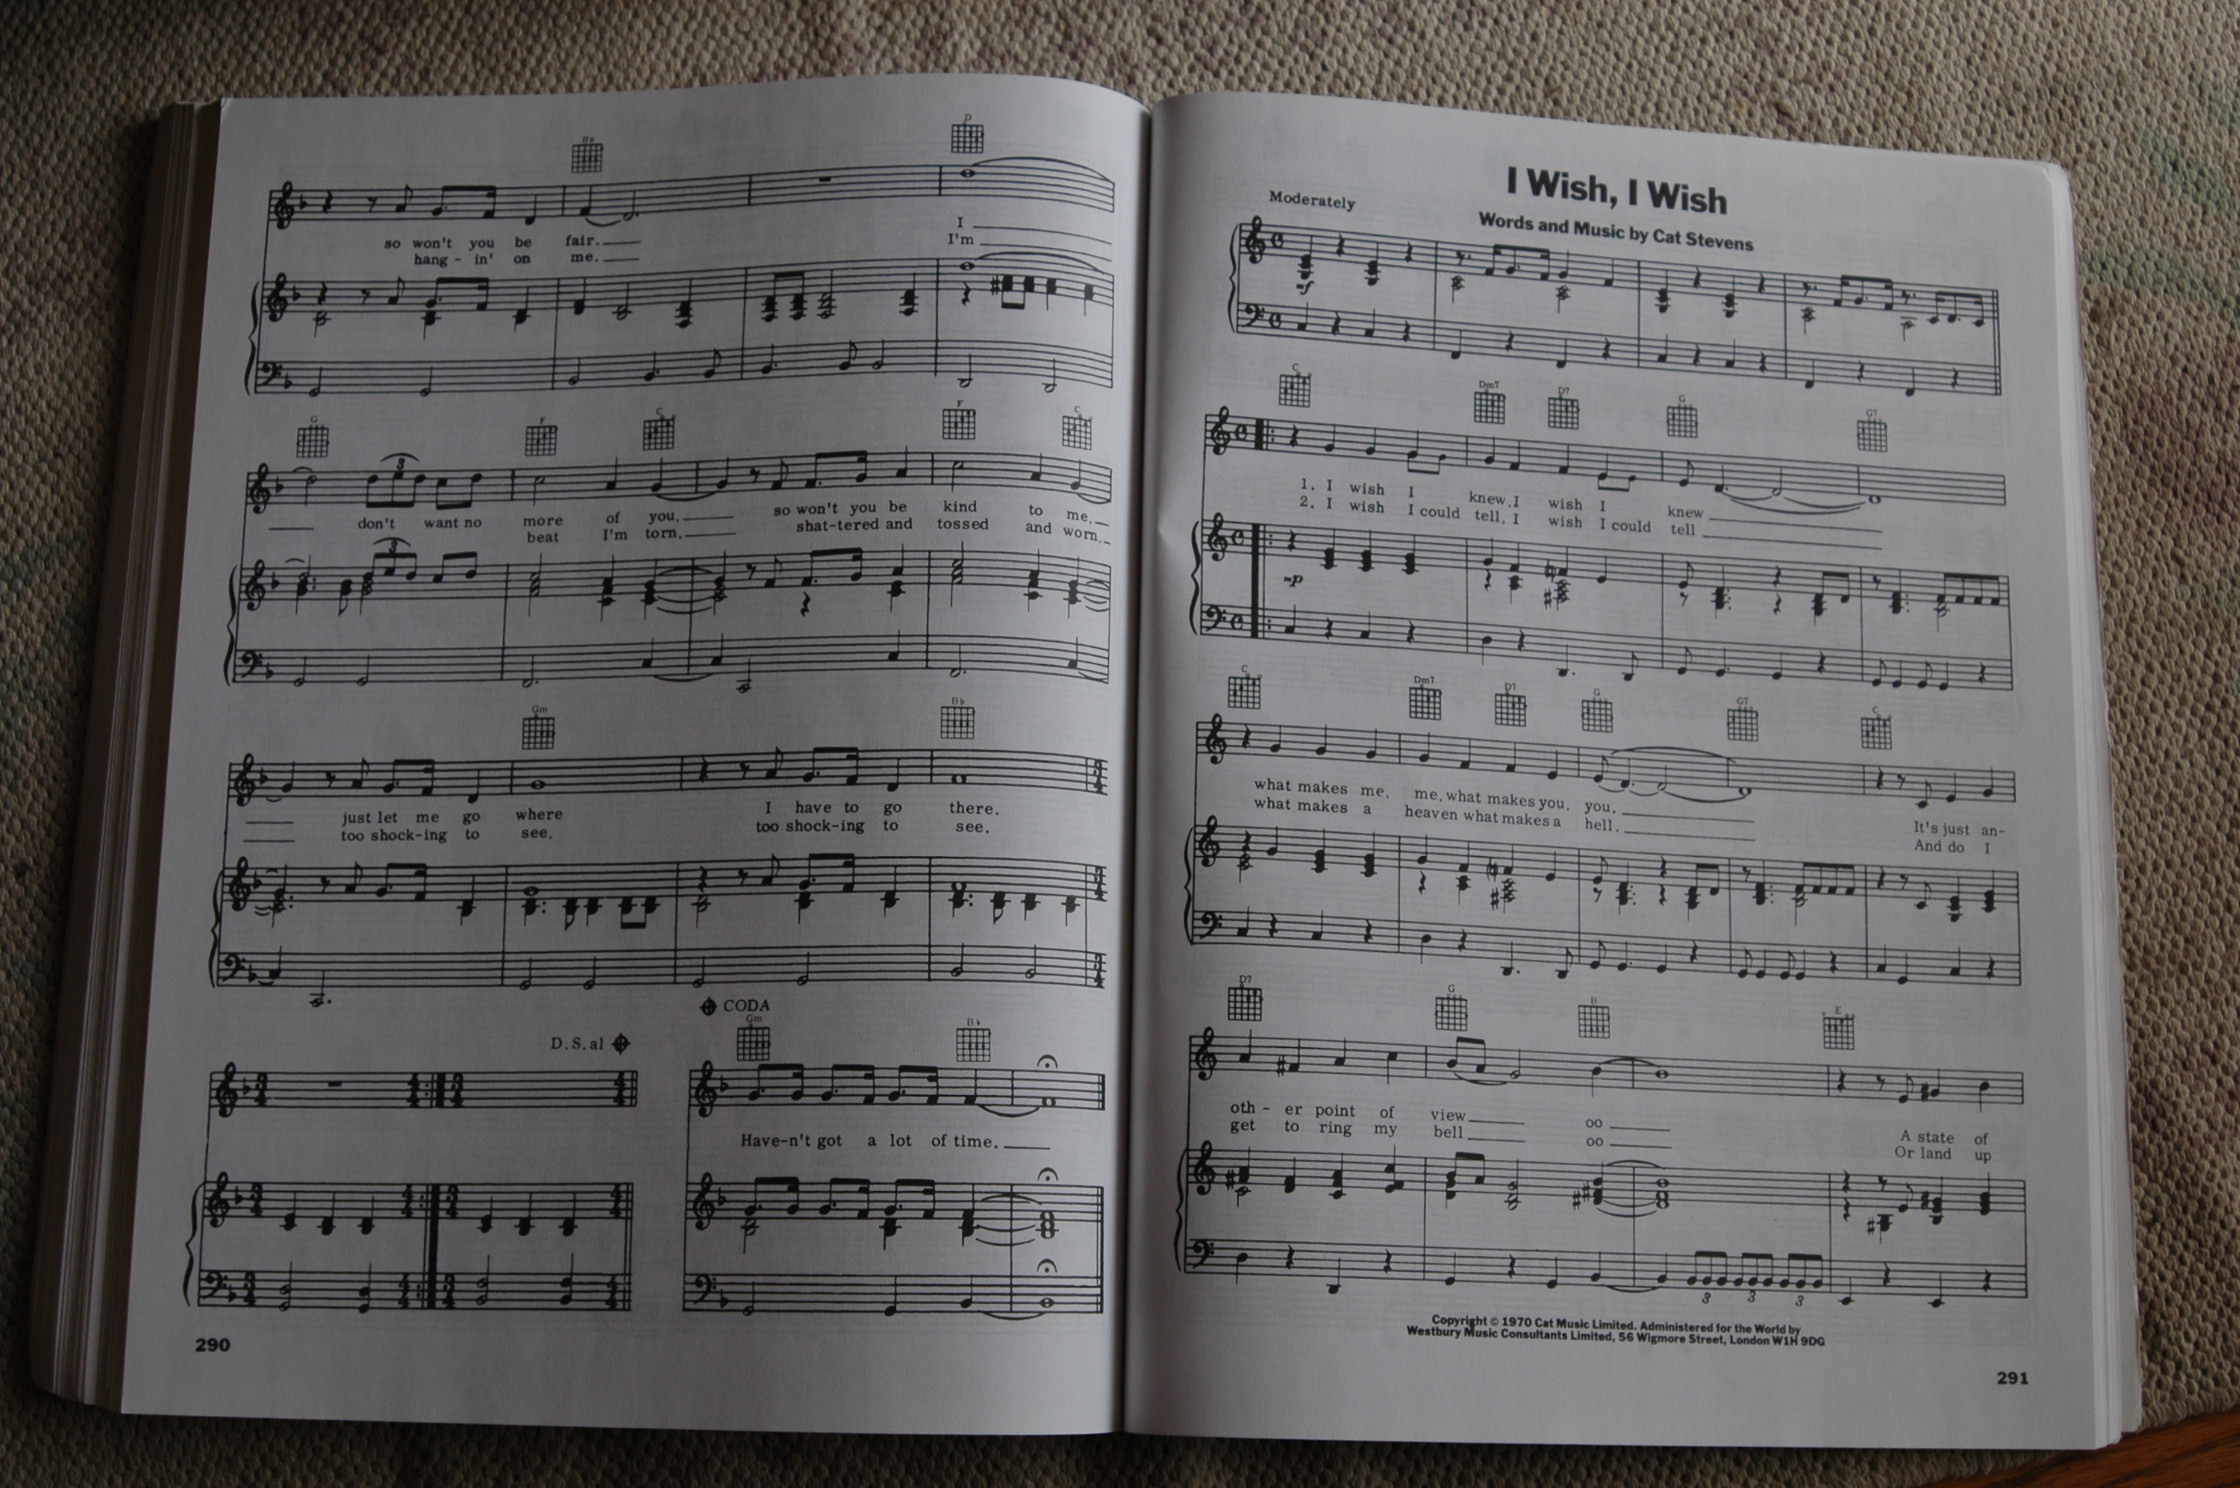 B♭
D
so won't you be fair. I
hang - in' on me. I'm
G
F
C
F
C
3
3
don't want no more of you, so won't you be kind to me,
beat I'm torn, shat-tered and tossed and worn.
Gm
B♭
just let me go where I have to go there.
too shock-ing to see. too shock-ing to see.
D. S. al
CODA
Gm
B♭
Haven't got a lot of time.
290
I Wish, I Wish
Words and Music by Cat Stevens
Moderately
C
Dm7
D7
G
G7
1. I wish I knew, I wish I knew
2. I wish I could tell, I wish I could tell
C
Dm7
D7
G
G7
C
what makes me, me, what makes you, you. It's just an-
what makes a heaven what makes a hell. And do I
D7
G
B
E
oth - er point of view oo A state of
get to ring my bell oo Or land up
3 3 3
Copyright © 1970 Cat Music Limited. Administered for the World by
Westbury Music Consultants Limited, 56 Wigmore Street, London W1H 9DG
291